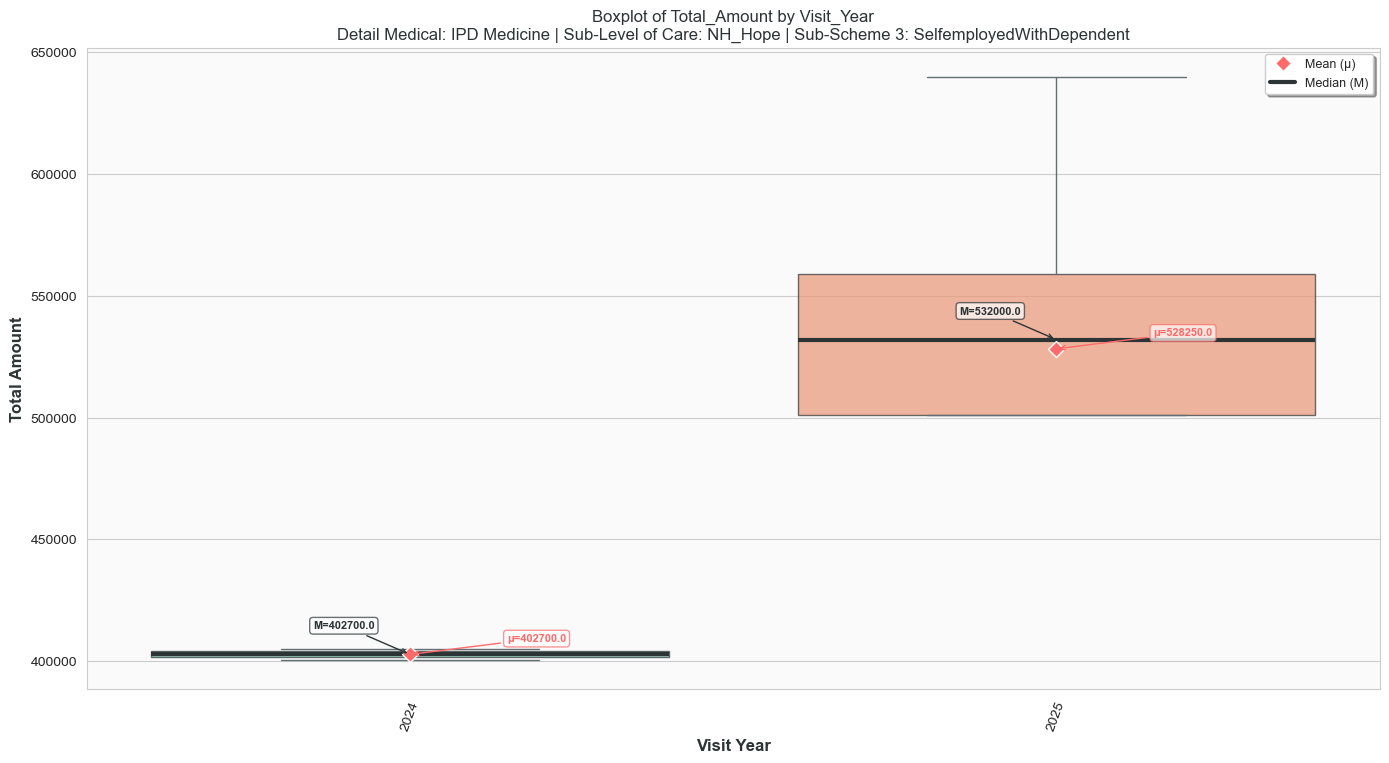 Boxplot of Total_Amount by Visit_Year
Detail Medical: IPD Medicine | Sub-Level of Care: NH_Hope | Sub-Scheme 3: SelfemployedWithDependent
Mean (μ)
Median (M)
650000
600000
550000
500000
450000
400000
Total Amount
M=532000.0
μ=528250.0
M=402700.0
μ=402700.0
2024
2025
Visit Year